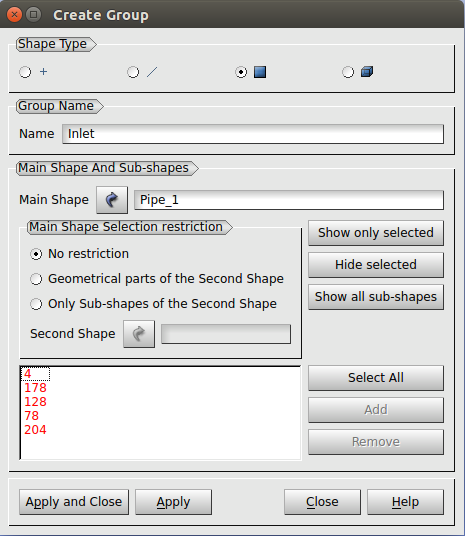 Create Group
Shape Type
Group Name
Name Inlet
Main Shape And Sub-shapes
Main Shape Pipe_1
Main Shape Selection restriction
No restriction
Geometrical parts of the Second Shape
Only Sub-shapes of the Second Shape
Second Shape
Show only selected
Hide selected
Show all sub-shapes
4
178
128
78
204
Select All
Add
Remove
Apply and Close Apply Close Help